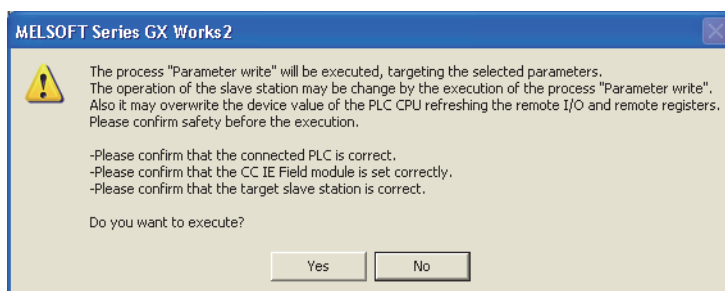 MELSOFT Series GX Works2
The process "Parameter write" will be executed, targeting the selected parameters.
The operation of the slave station may be change by the execution of the process "Parameter write".
Also it may overwrite the device value of the PLC CPU refreshing the remote I/O and remote registers.
Please confirm safety before the execution.
-Please confirm that the connected PLC is correct.
-Please confirm that the CC IE Field module is set correctly.
-Please confirm that the target slave station is correct.
Do you want to execute?
Yes No